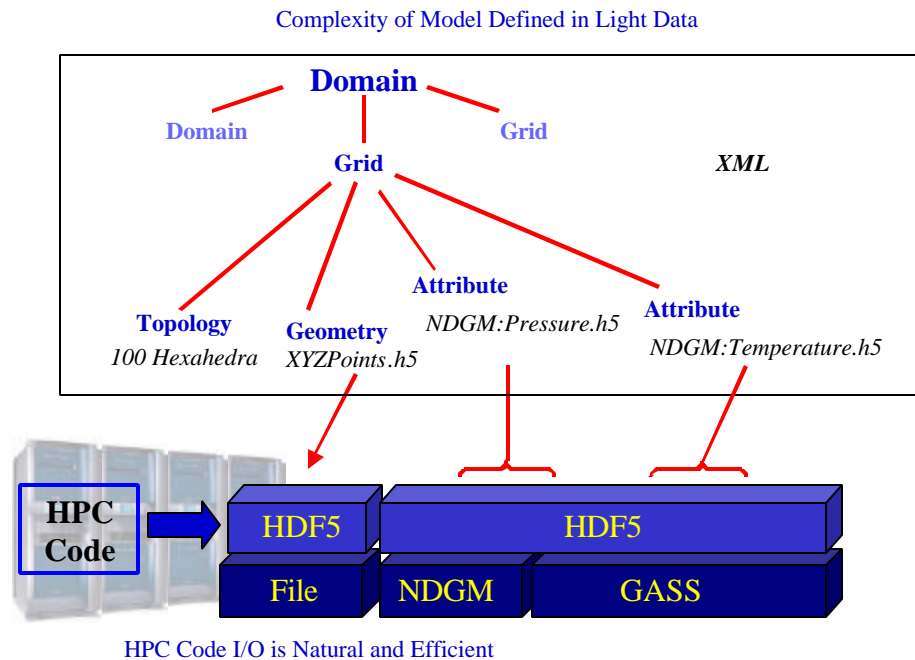 Complexity of Model Defined in Light Data
Domain
Domain
Grid
Grid
XML
Attribute
NDGM:Pressure.h5
Attribute
NDGM:Temperature.h5
Topology
100 Hexahedra
Geometry
XYZPoints.h5
HPC
Code
HDF5
HDF5
File
NDGM
GASS
HPC Code I/O is Natural and Efficient